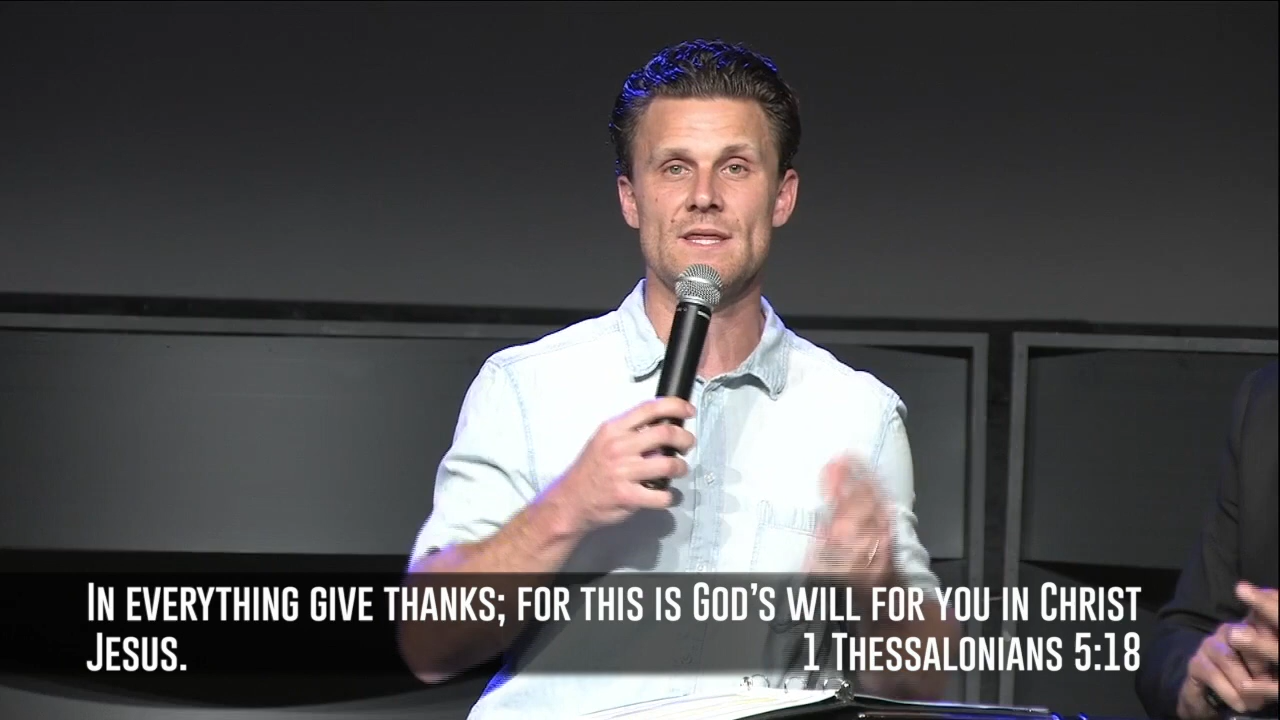 In everything give thanks; for this is God's will for you in Christ
Jesus. 1 Thessalonians 5:18